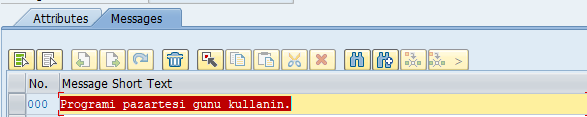 Attributes Messages
No. Message Short Text
000 Programi pazartesi gunu kullanin.